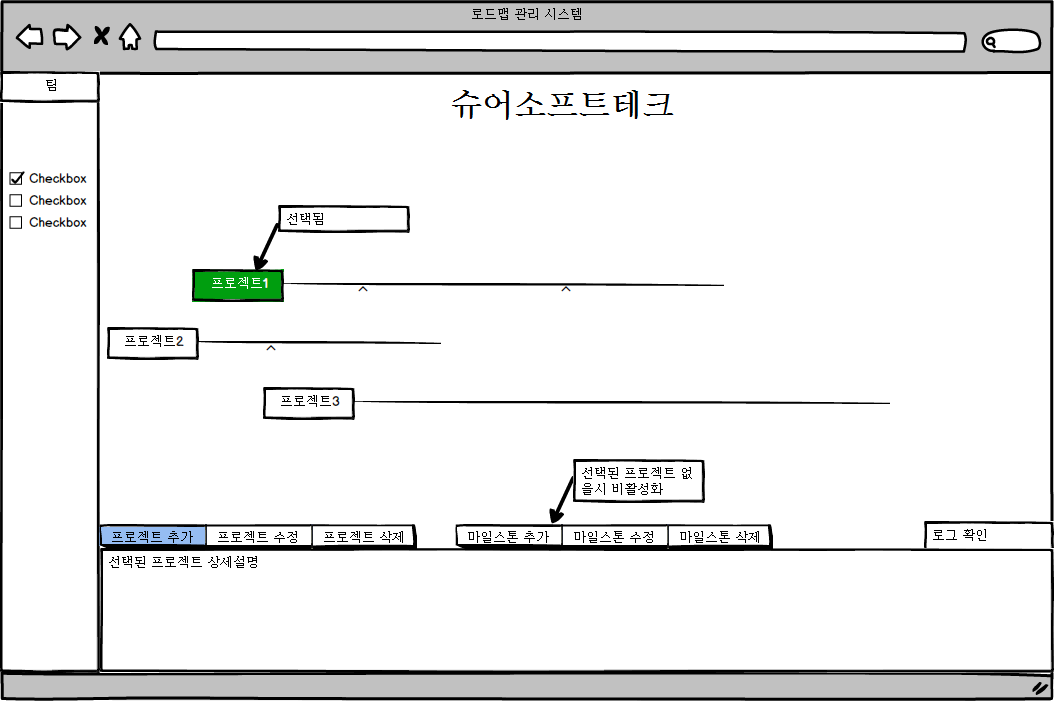 로드맵 관리 시스템
팀
슈어소프트테크
Checkbox
Checkbox
Checkbox
선택됨
프로젝트1
프로젝트2
프로젝트3
선택된 프로젝트 없
을시 비활성화
프로젝트 추가 프로젝트 수정 프로젝트 삭제 마일스톤 추가 마일스톤 수정 마일스톤 삭제 로그 확인
선택된 프로젝트 상세설명